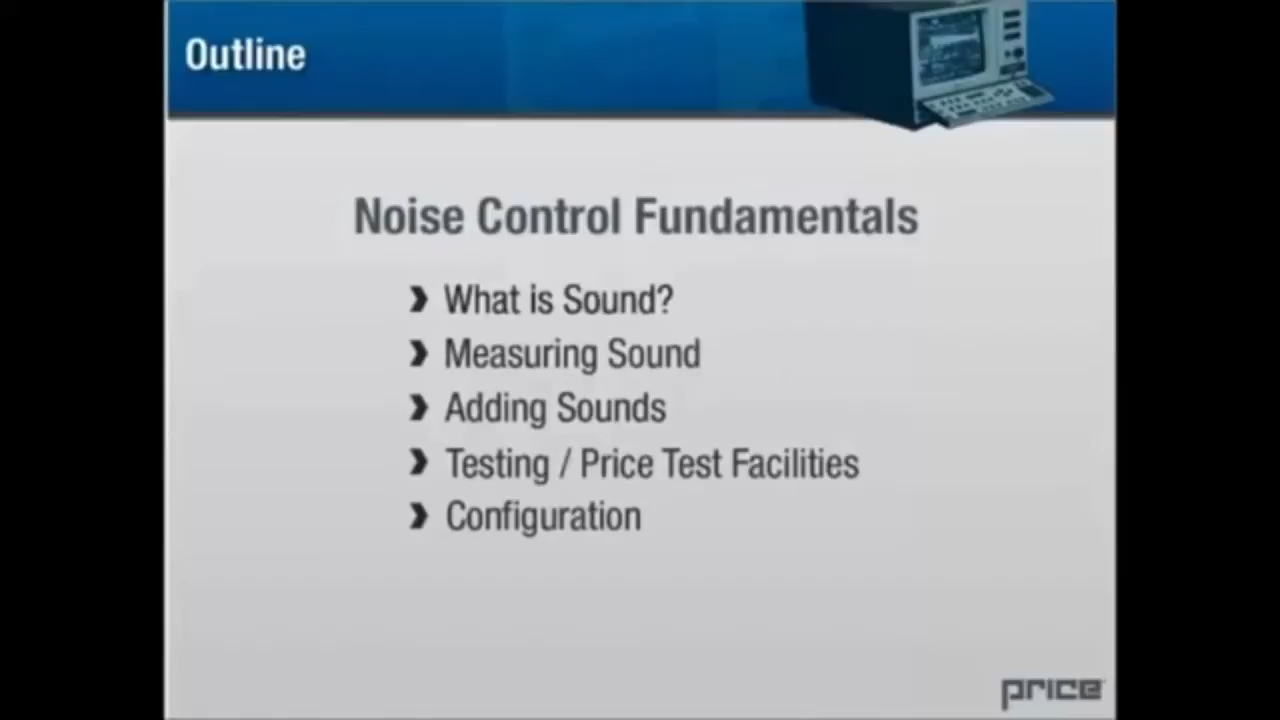 Outline
Noise Control Fundamentals
What is Sound?
Measuring Sound
Adding Sounds
Testing / Price Test Facilities
Configuration
price